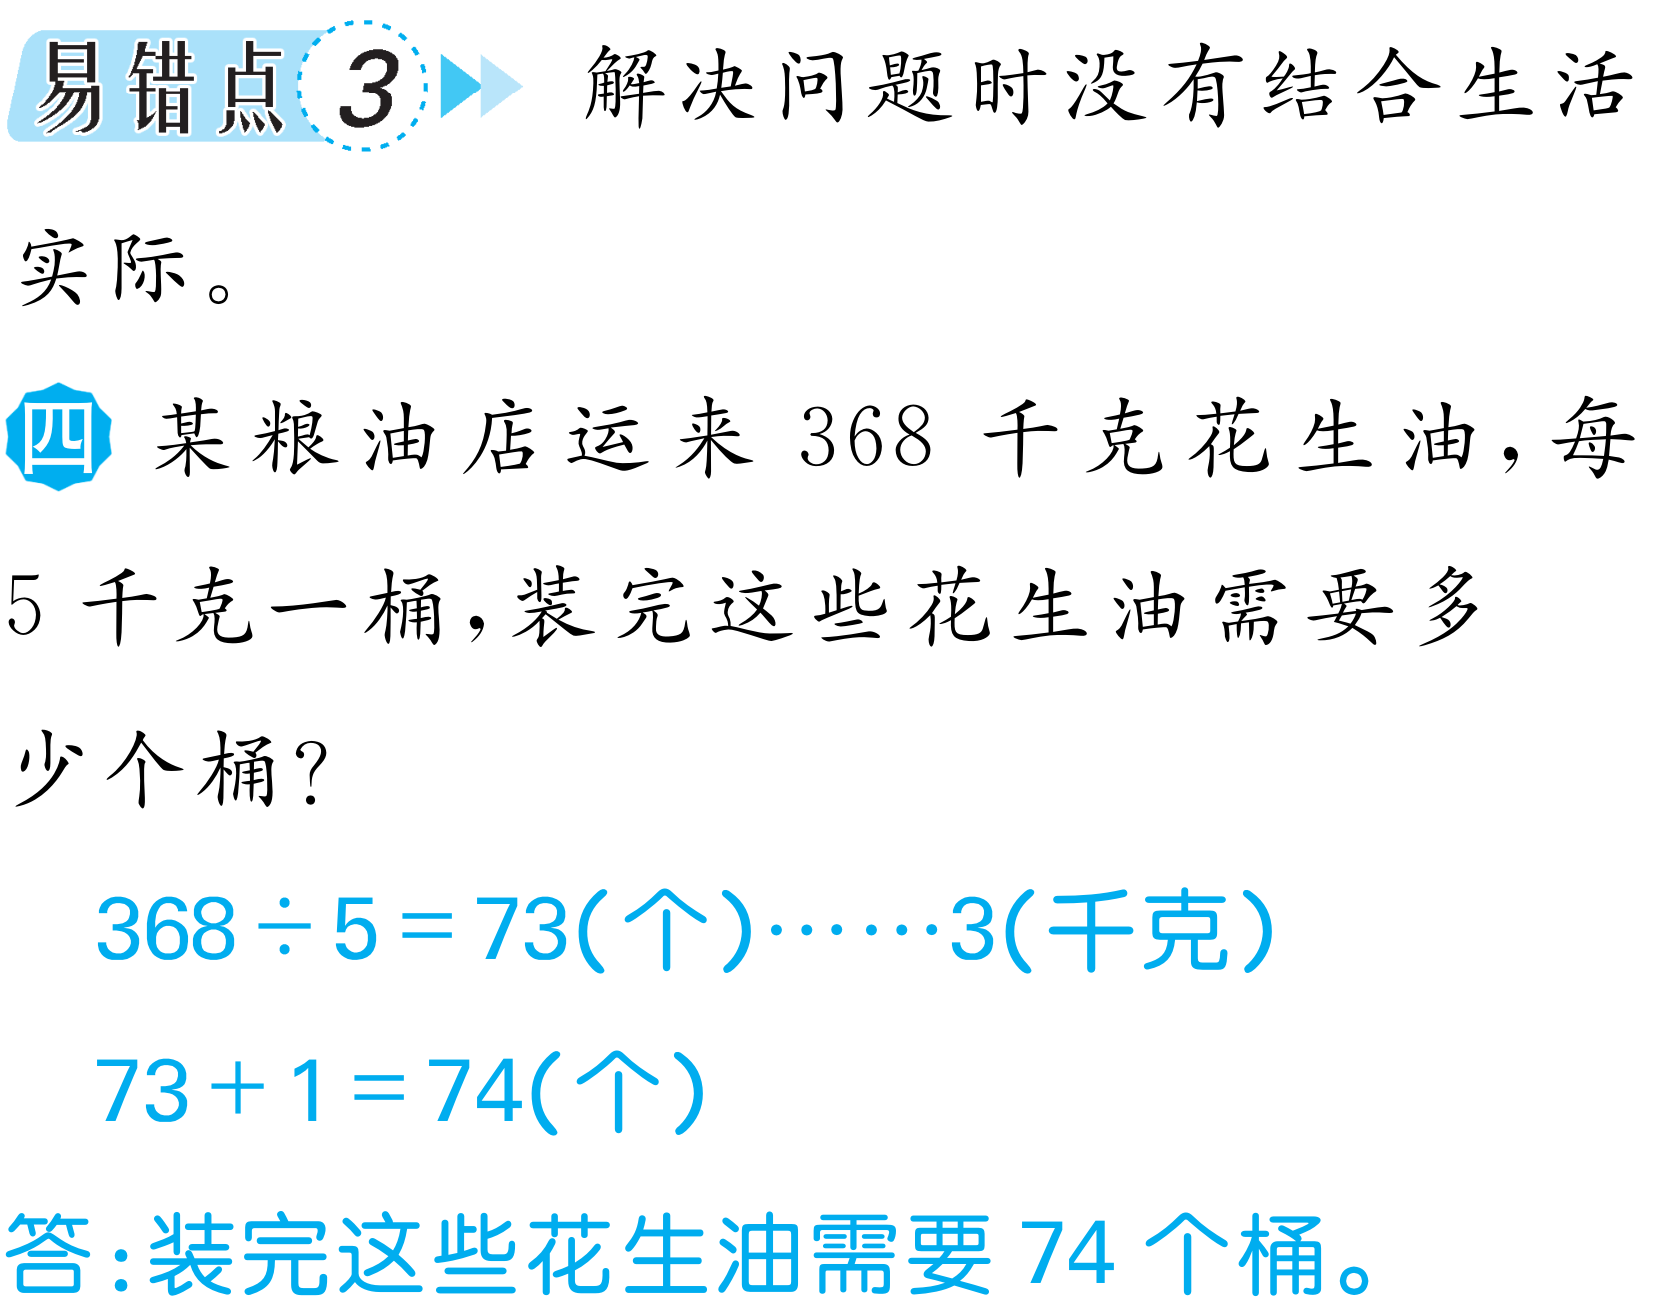 易错点3 解决问题时没有结合生活
实际。
四 某粮油店运来 368 千克花生油，每
5 千克一桶，装完这些花生油需要多
少个桶？
368÷5=73(个)……3(千克)
73+1=74(个)
答：装完这些花生油需要 74 个桶。